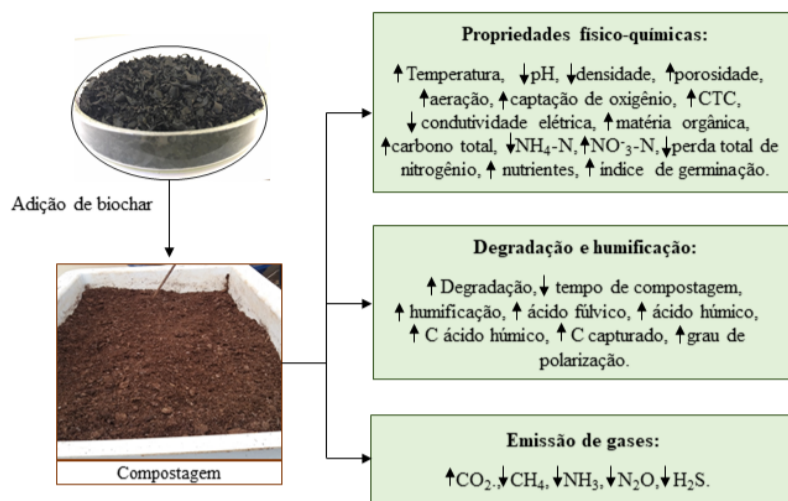 Adição de biochar
Compostagem
Propriedades físico-químicas:
↑Temperatura, ↓pH, ↓densidade, ↑porosidade,
↑aeração, ↑captação de oxigênio, ↑CTC,
↓ condutividade elétrica, ↑ matéria orgânica,
↑carbono total, ↓NH₄-N,↑NO⁻₃-N, ↓perda total de
nitrogênio, ↑ nutrientes, ↑ índice de germinação.
Degradação e humificação:
↑ Degradação, ↓ tempo de compostagem,
↑ humificação, ↑ ácido fúlvico, ↑ ácido húmico,
↑ C ácido húmico, ↑ C capturado, ↑grau de
polarização.
Emissão de gases:
↑CO₂.,↓CH₄,↓NH₃,↓N₂O,↓H₂S.